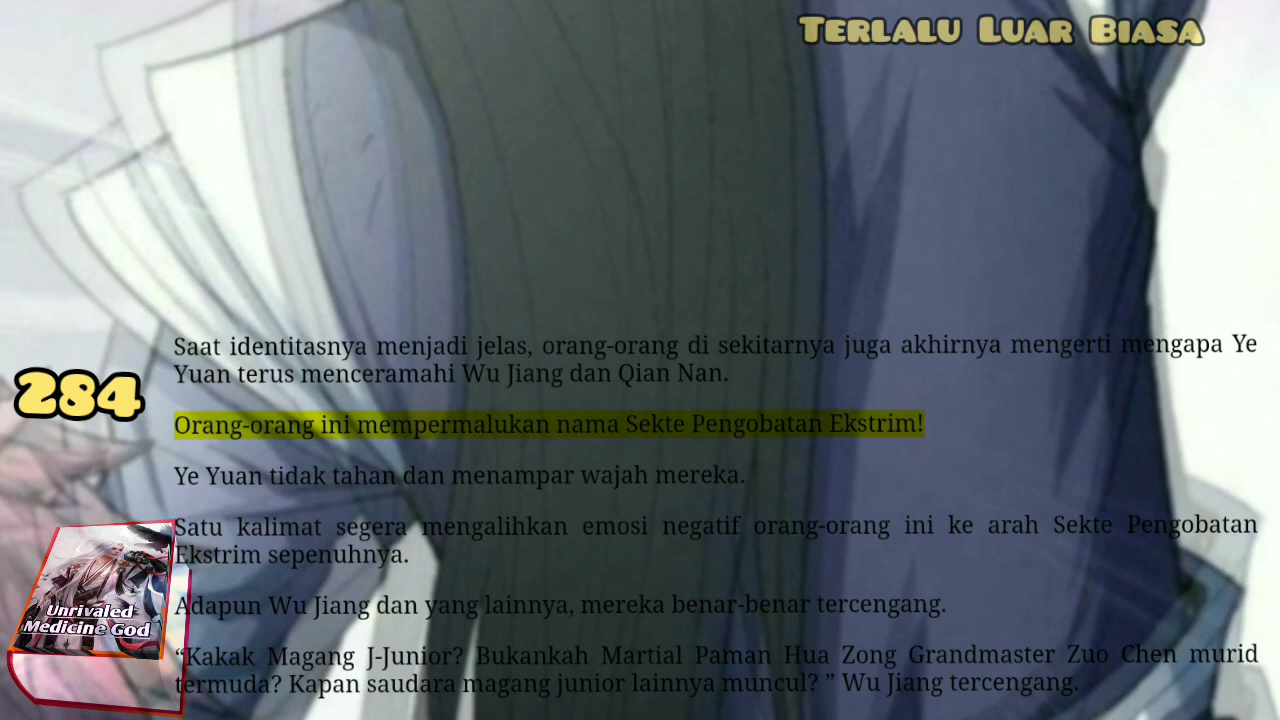 Terlalu Luar Biasa
Saat identitasnya menjadi jelas, orang-orang di sekitarnya juga akhirnya mengerti mengapa Ye
Yuan terus menceramahi Wu Jiang dan Qian Nan.
284
Orang-orang ini mempermalukan nama Sekte Pengobatan Ekstrim!
Ye Yuan tidak tahan dan menampar wajah mereka.
Satu kalimat segera mengalihkan emosi negatif orang-orang ini ke arah Sekte Pengobatan
Ekstrim sepenuhnya.
Adapun Wu Jiang dan yang lainnya, mereka benar-benar tercengang.
Unrivaled
Medicine God
“Kakak Magang J-Junior? Bukankah Martial Paman Hua Zong Grandmaster Zuo Chen murid
termuda? Kapan saudara magang junior lainnya muncul? ” Wu Jiang tercengang.